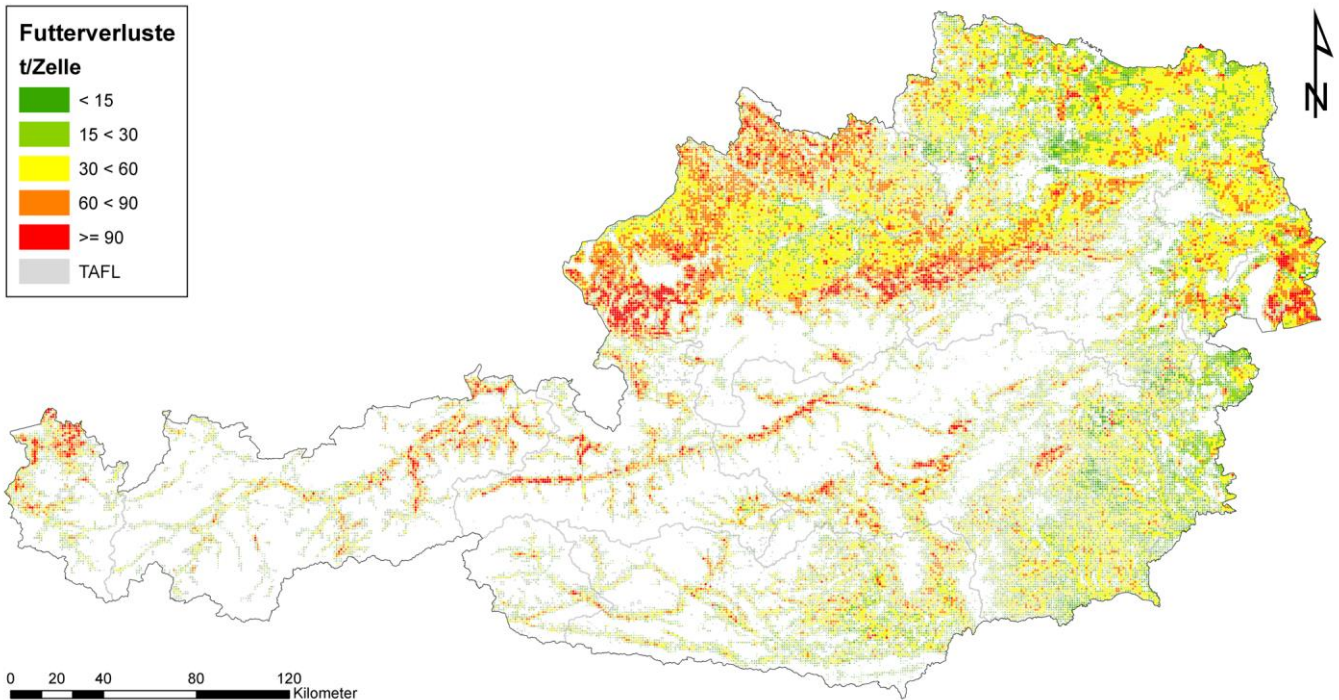 Futterverluste
t/Zelle
< 15
15 < 30
30 < 60
60 < 90
>= 90
TAFL
N
0 20 40 80 120
Kilometer